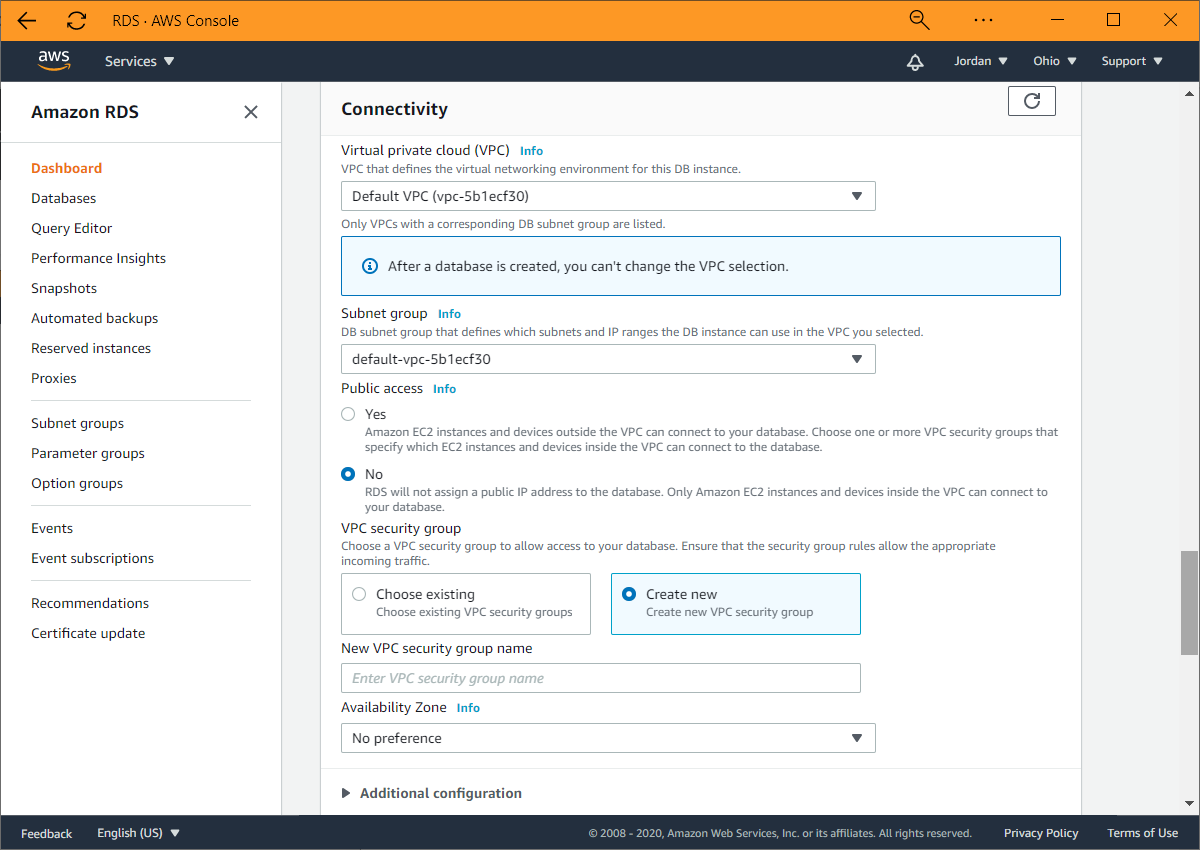 RDS · AWS Console
aws
Services
Jordan
Ohio
Support
Amazon RDS
Dashboard
Databases
Query Editor
Performance Insights
Snapshots
Automated backups
Reserved instances
Proxies
Subnet groups
Parameter groups
Option groups
Events
Event subscriptions
Recommendations
Certificate update
Connectivity
Virtual private cloud (VPC) Info
VPC that defines the virtual networking environment for this DB instance.
Default VPC (vpc-5b1ecf30)
Only VPCs with a corresponding DB subnet group are listed.
After a database is created, you can't change the VPC selection.
Subnet group Info
DB subnet group that defines which subnets and IP ranges the DB instance can use in the VPC you selected.
default-vpc-5b1ecf30
Public access Info
Yes
Amazon EC2 instances and devices outside the VPC can connect to your database. Choose one or more VPC security groups that
specify which EC2 instances and devices inside the VPC can connect to the database.
No
RDS will not assign a public IP address to the database. Only Amazon EC2 instances and devices inside the VPC can connect to
your database.
VPC security group
Choose a VPC security group to allow access to your database. Ensure that the security group rules allow the appropriate
incoming traffic.
Choose existing
Choose existing VPC security groups
Create new
Create new VPC security group
New VPC security group name
Enter VPC security group name
Availability Zone Info
No preference
Additional configuration
Feedback
English (US)
© 2008 - 2020, Amazon Web Services, Inc. or its affiliates. All rights reserved.
Privacy Policy
Terms of Use